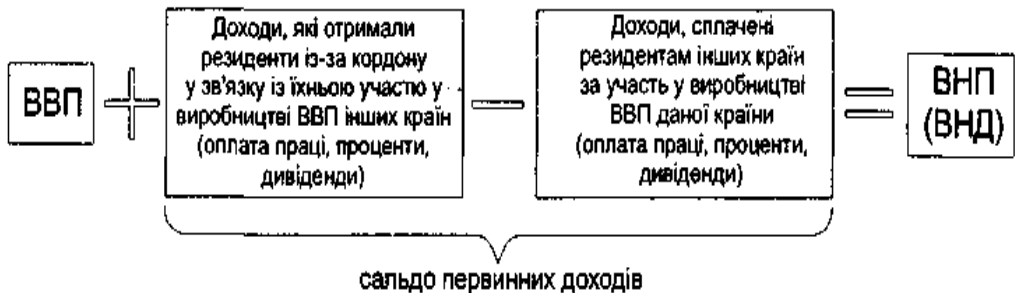 ВВП
Доходи, які отримали
резиденти із-за кордону
у зв'язку із їхньою участю у
виробництві ВВП інших країн
(оплата праці, проценти,
дивіденди)
Доходи, сплачені
резидентам інших країн
за участь у виробництві
ВВП даної країни
(оплата праці, проценти,
дивіденди)
ВНП
(ВНД)
сальдо первинних доходів